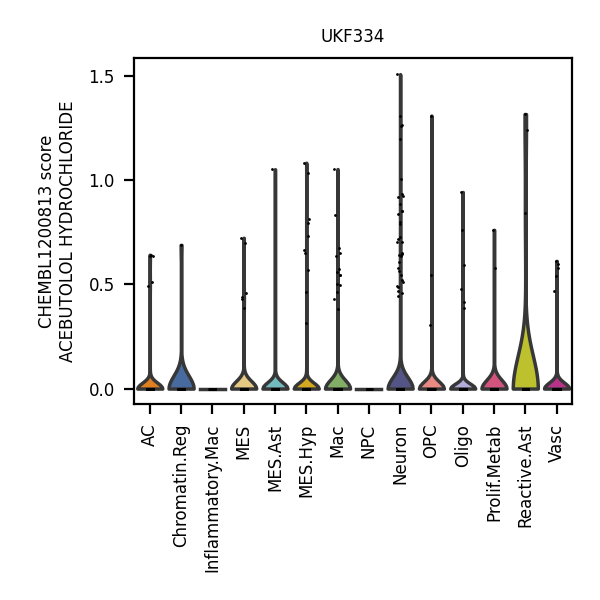 UKF334
CHEMBL1200813 score
ACEBUTOLOL HYDROCHLORIDE
1.5
1.0
0.5
0.0
AC
Chromatin.Reg
Inflammatory.Mac
MES
MES.Ast
MES.Hyp
Mac
NPC
Neuron
OPC
Oligo
Prolif.Metab
Reactive.Ast
Vasc